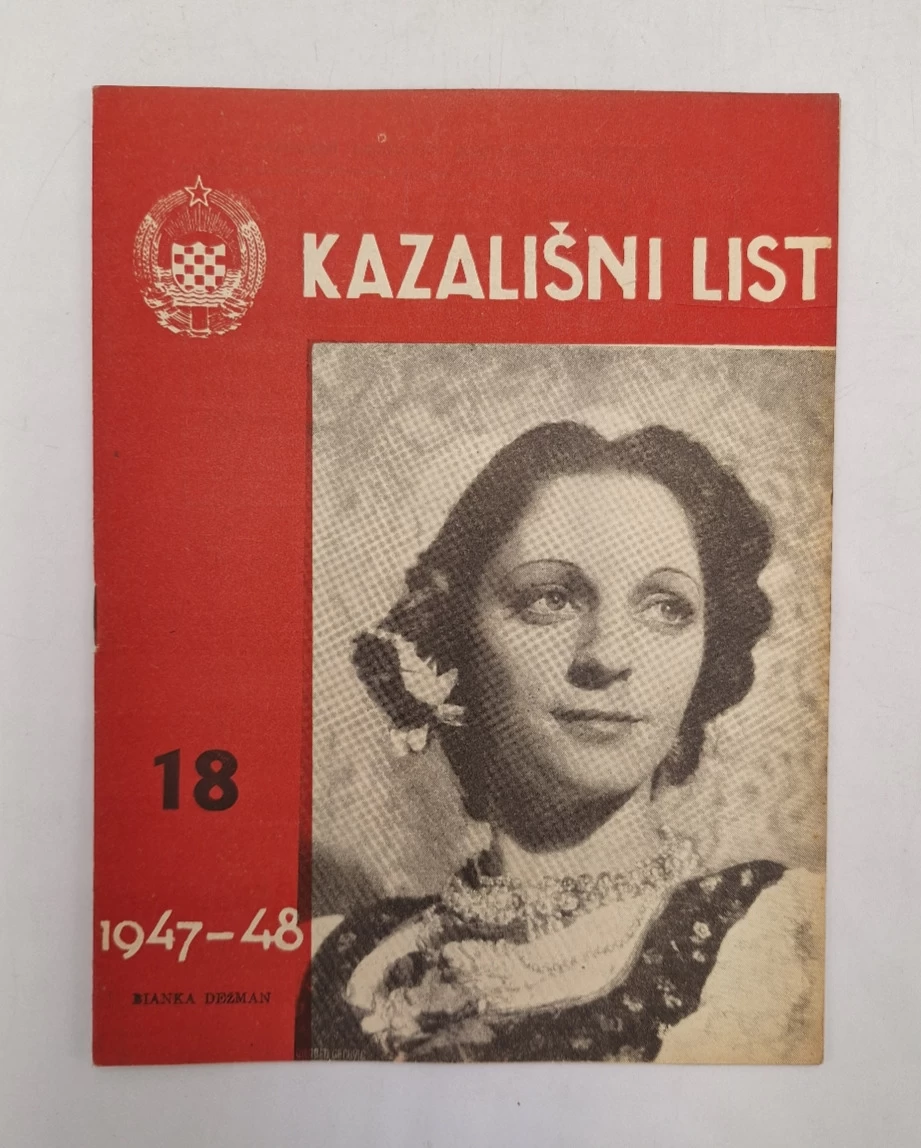 KAZALIŠNI LIST
18
1947-48
BIANKA DEŽMAN